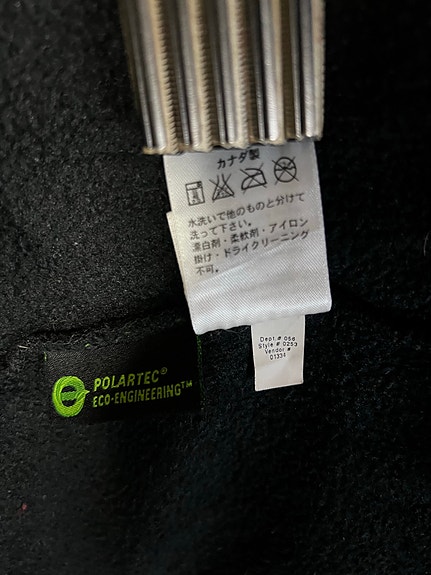 カナダ製
水洗いで他のものと分けて
洗って下さい。
漂白剤・柔軟剤・アイロン
掛け・ドライクリーニング
不可。
Dept# 056
Style # 0253
Vendor #
01334
POLARTEC®
ECO-ENGINEERING™